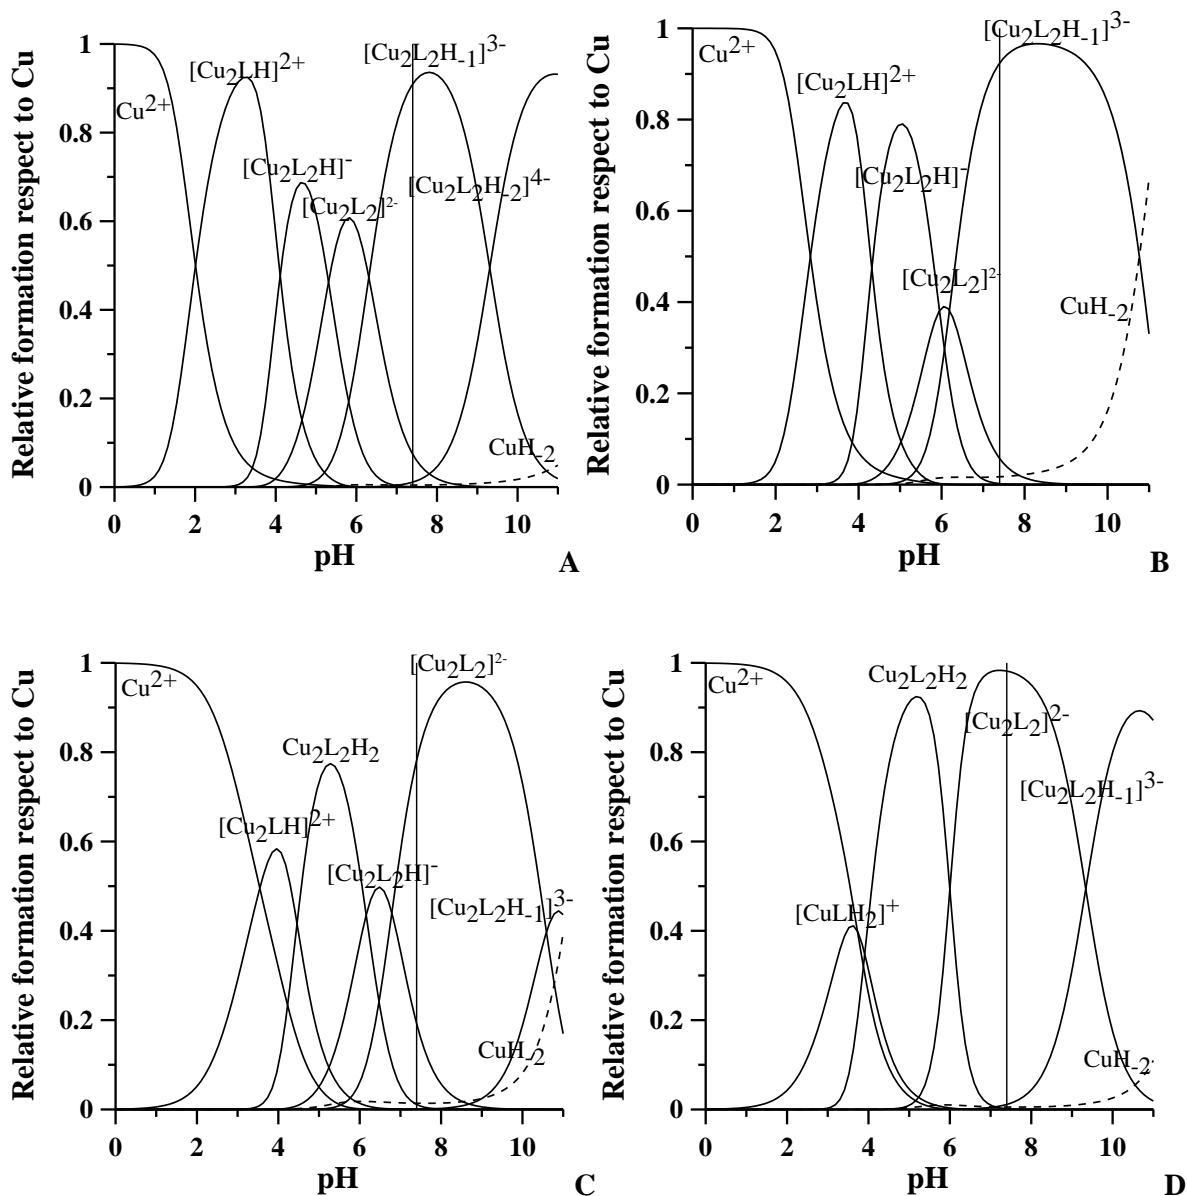 Relative formation respect to Cu
1
0.8
0.6
0.4
0.2
0
Cu2+
[Cu2LH]2+
[Cu2L2H]-
[Cu2L2]2-
[Cu2L2H-1]3-
[Cu2L2H-2]4-
CuH-2
0 2 4 6 8 10
pH
A
Relative formation respect to Cu
1
0.8
0.6
0.4
0.2
0
Cu2+
[Cu2LH]2+
[Cu2L2H]-
[Cu2L2]2-
[Cu2L2H-1]3-
CuH-2
0 2 4 6 8 10
pH
B
Relative formation respect to Cu
1
0.8
0.6
0.4
0.2
0
Cu2+
[Cu2LH]2+
Cu2L2H2
[Cu2L2H]-
[Cu2L2]2-
[Cu2L2H-1]3-
CuH-2
0 2 4 6 8 10
pH
C
Relative formation respect to Cu
1
0.8
0.6
0.4
0.2
0
Cu2+
[CuLH2]+
Cu2L2H2
[Cu2L2]2-
[Cu2L2H-1]3-
CuH-2
0 2 4 6 8 10
pH
D